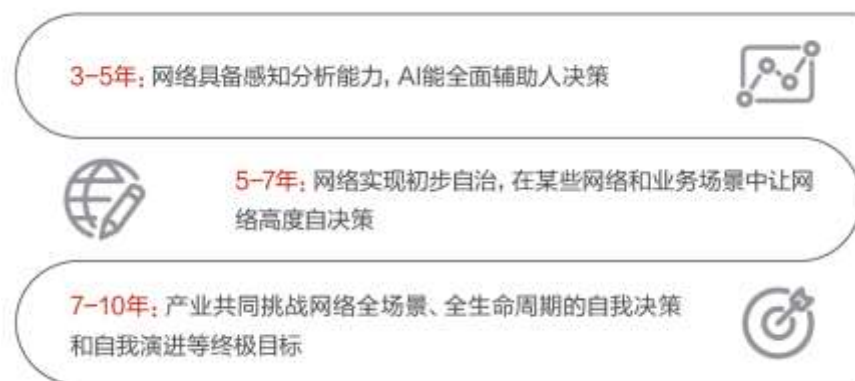 3-5年：网络具备感知分析能力，AI能全面辅助人决策
5-7年：网络实现初步自治，在某些网络和业务场景中让网
络高度自决策
7-10年：产业共同挑战网络全场景、全生命周期的自我决策
和自我演进等终极目标